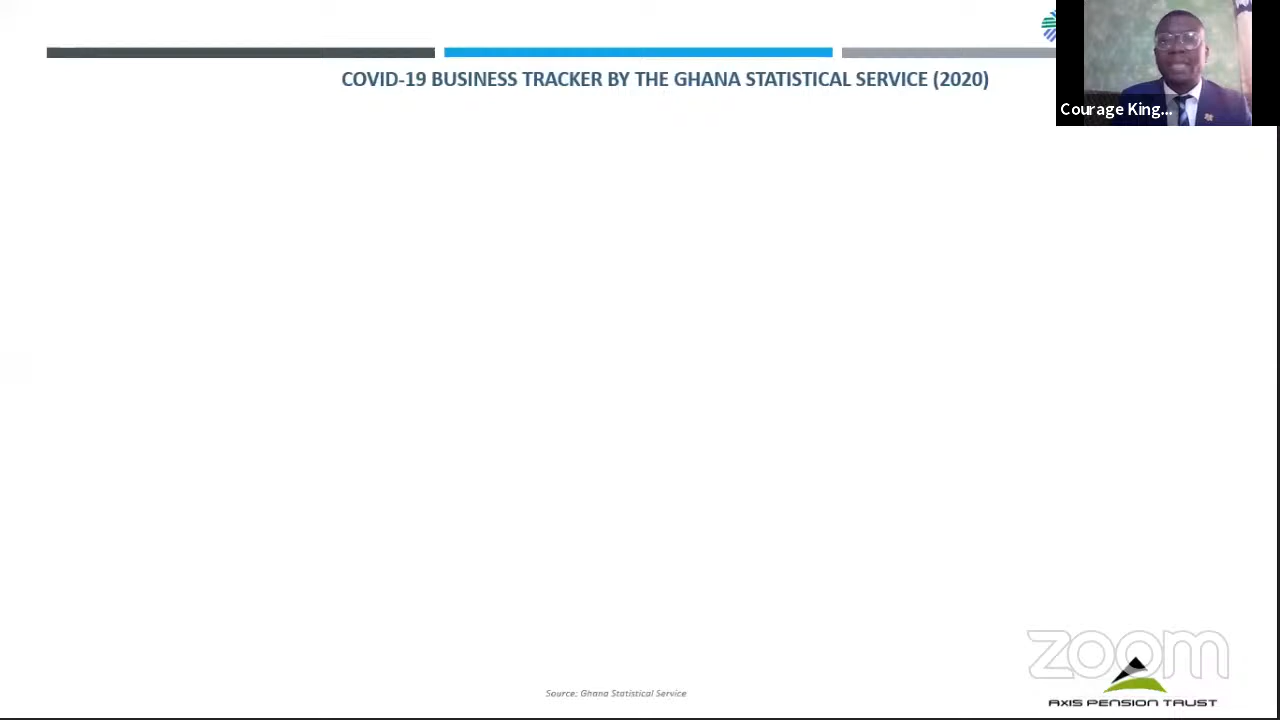 COVID-19 BUSINESS TRACKER BY THE GHANA STATISTICAL SERVICE (2020)
Courage King...
Source: Ghana Statistical Service
zoom
AXIS PENSION TRUST